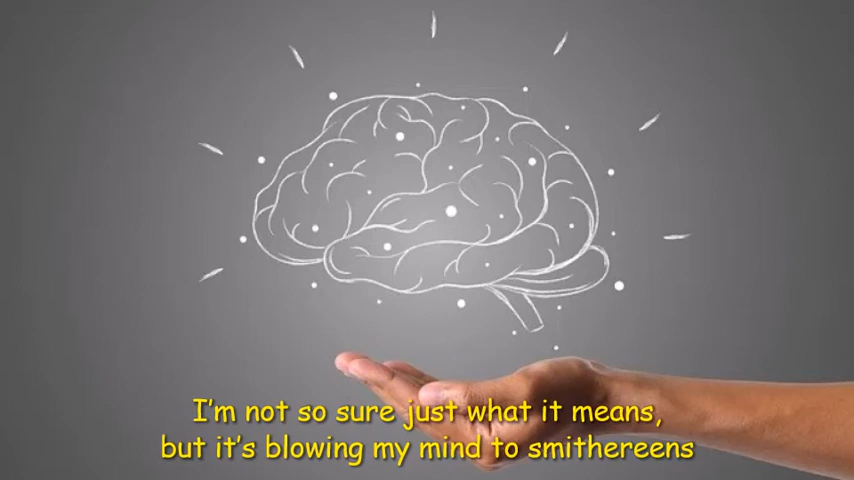 I'm not so sure just what it means,
but it's blowing my mind to smithereens